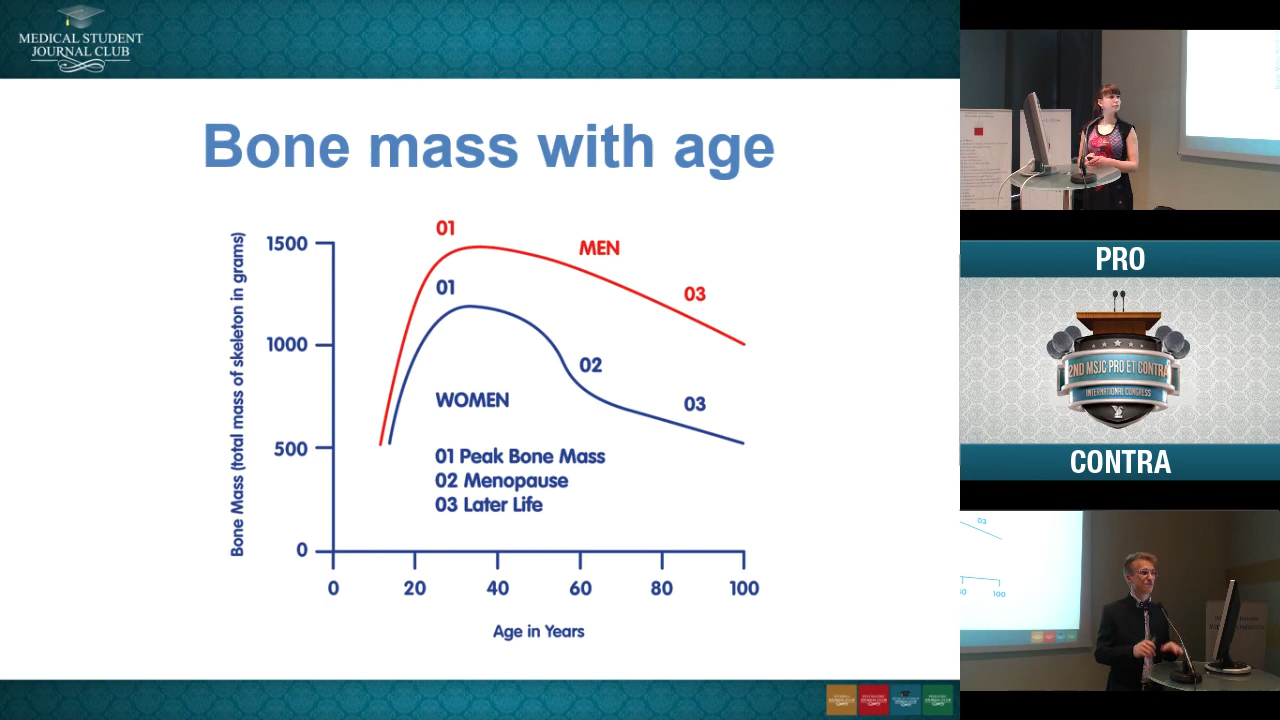 MEDICAL STUDENT
JOURNAL CLUB
Bone mass with age
Bone Mass (total mass of skeleton in grams)
1500
1000
500
0
01
MEN
03
01
02
WOMEN
03
01 Peak Bone Mass
02 Menopause
03 Later Life
0 20 40 60 80 100
Age in Years
PRO
2ND MSJC PRO ET CONTRA
INTERNATIONAL CONGRESS
CONTRA
03
100